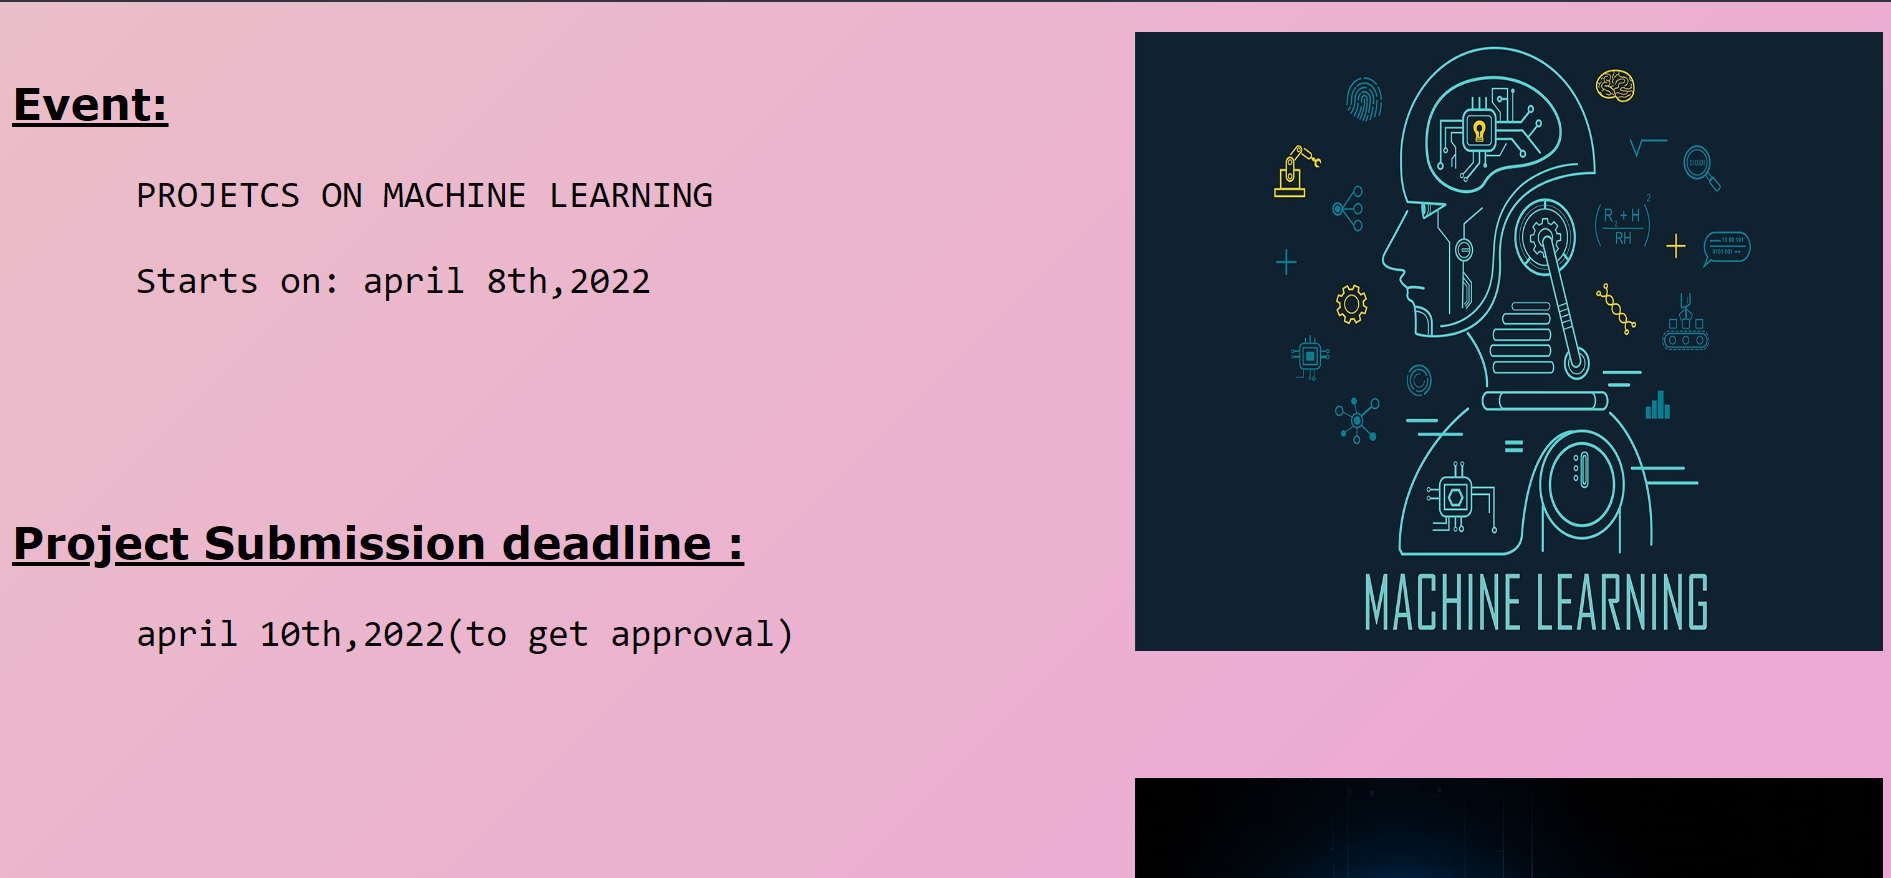 Event:
PROJETCS ON MACHINE LEARNING
Starts on: april 8th,2022
Project Submission deadline :
april 10th,2022(to get approval)
MACHINE LEARNING